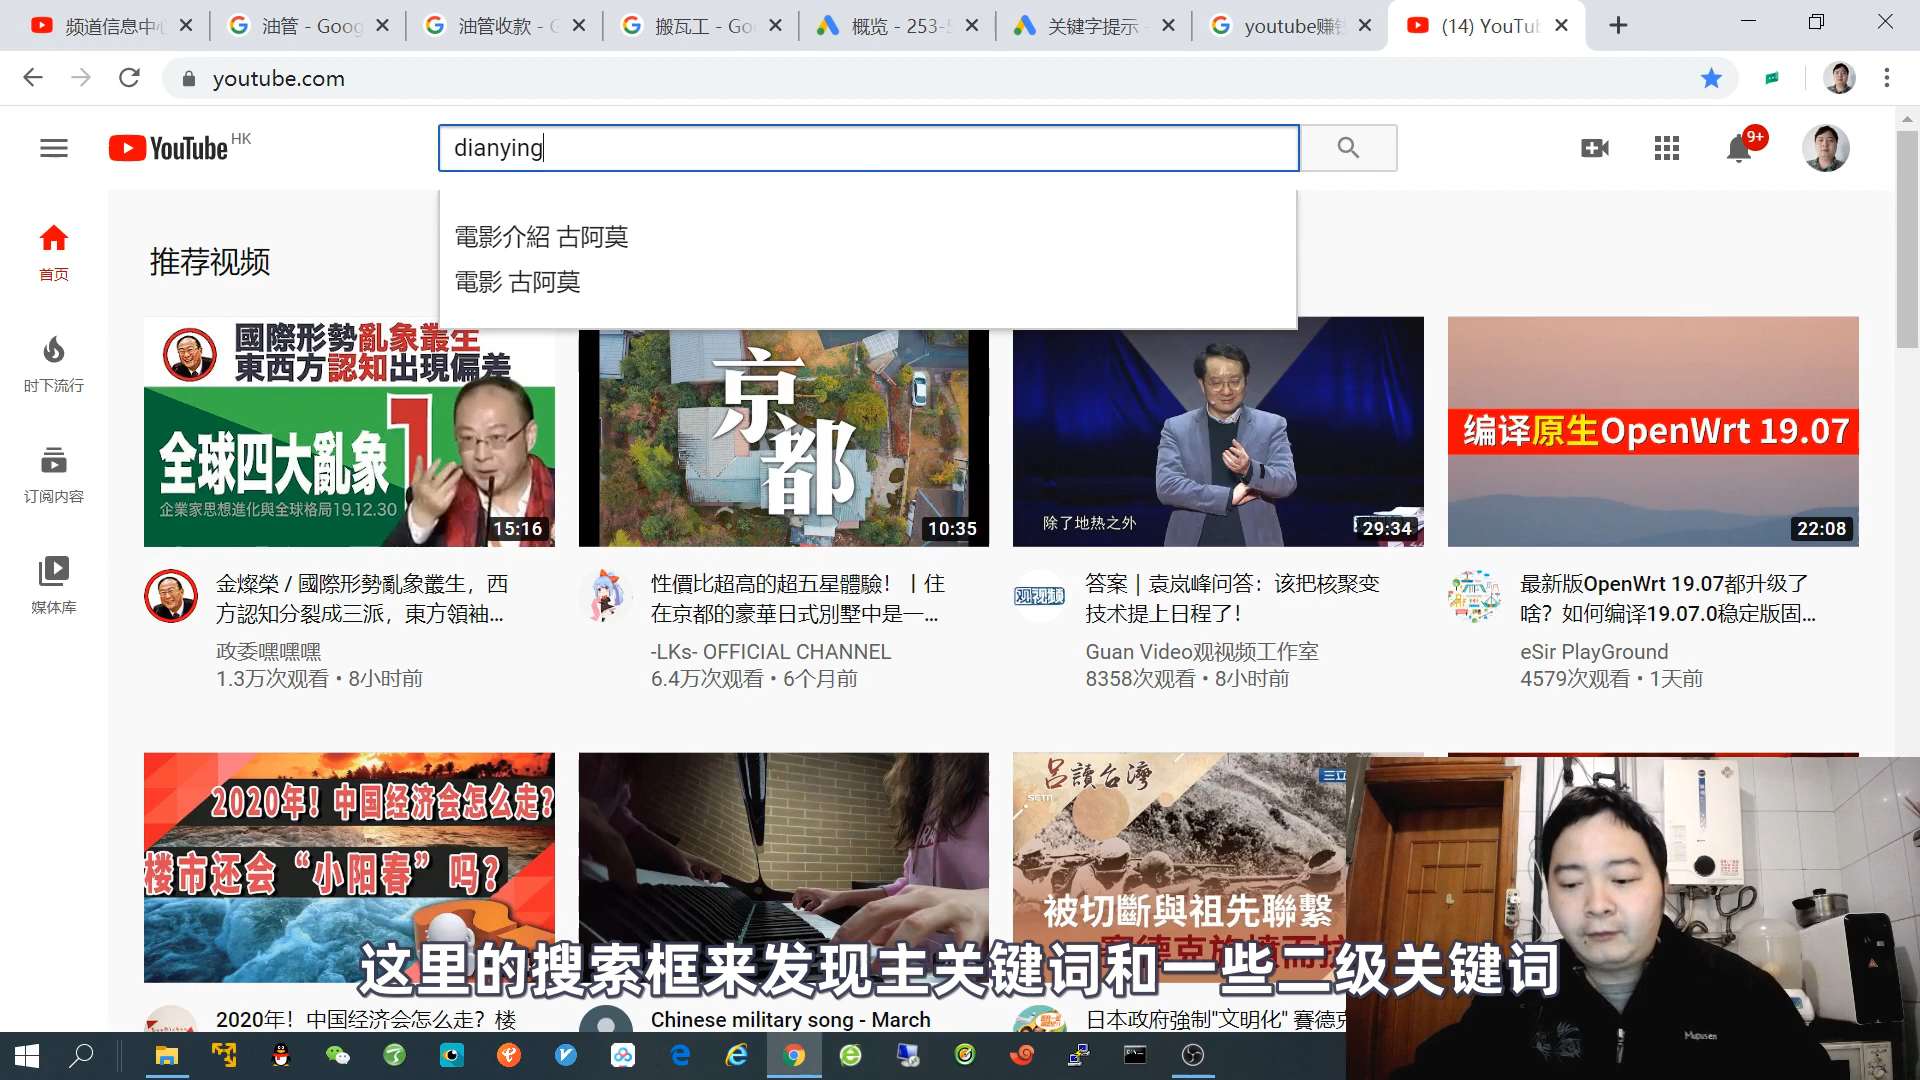 频道信息中心
油管 - Goog
油管收款 - G
搬瓦工 - Go
概览 - 253-5
关键字提示 -
youtube赚钱
(14) YouTub
youtube.com
YouTube HK
dianying
9+
電影介紹 古阿莫
電影 古阿莫
首页
时下流行
订阅内容
媒体库
推荐视频
國際形勢亂象叢生
東西方認知出現偏差
全球四大亂象 1
企業家思想進化與全球格局19.12.30
15:16
京都
10:35
除了地热之外
29:34
编译原生OpenWrt 19.07
22:08
金燦榮 / 國際形勢亂象叢生，西
方認知分裂成三派，東方領袖...
政委嘿嘿嘿
1.3万次观看 • 8小时前
性價比超高的超五星體驗！丨住
在京都的豪華日式別墅中是一...
-LKs- OFFICIAL CHANNEL
6.4万次观看 • 6个月前
观视频
答案｜袁岚峰问答：该把核聚变
技术提上日程了！
Guan Video观视频工作室
8358次观看 • 8小时前
最新版OpenWrt 19.07都升级了
啥？如何编译19.07.0稳定版固...
eSir PlayGround
4579次观看 • 1天前
2020年！中国经济会怎么走？
楼市还会“小阳春”吗？
呂讀台灣
SETN
三立
被切斷與祖先聯繫
这里的搜索框来发现主关键词和一些二级关键词
2020年！中国经济会怎么走？楼
Chinese military song - March
日本政府強制"文明化" 賽德克